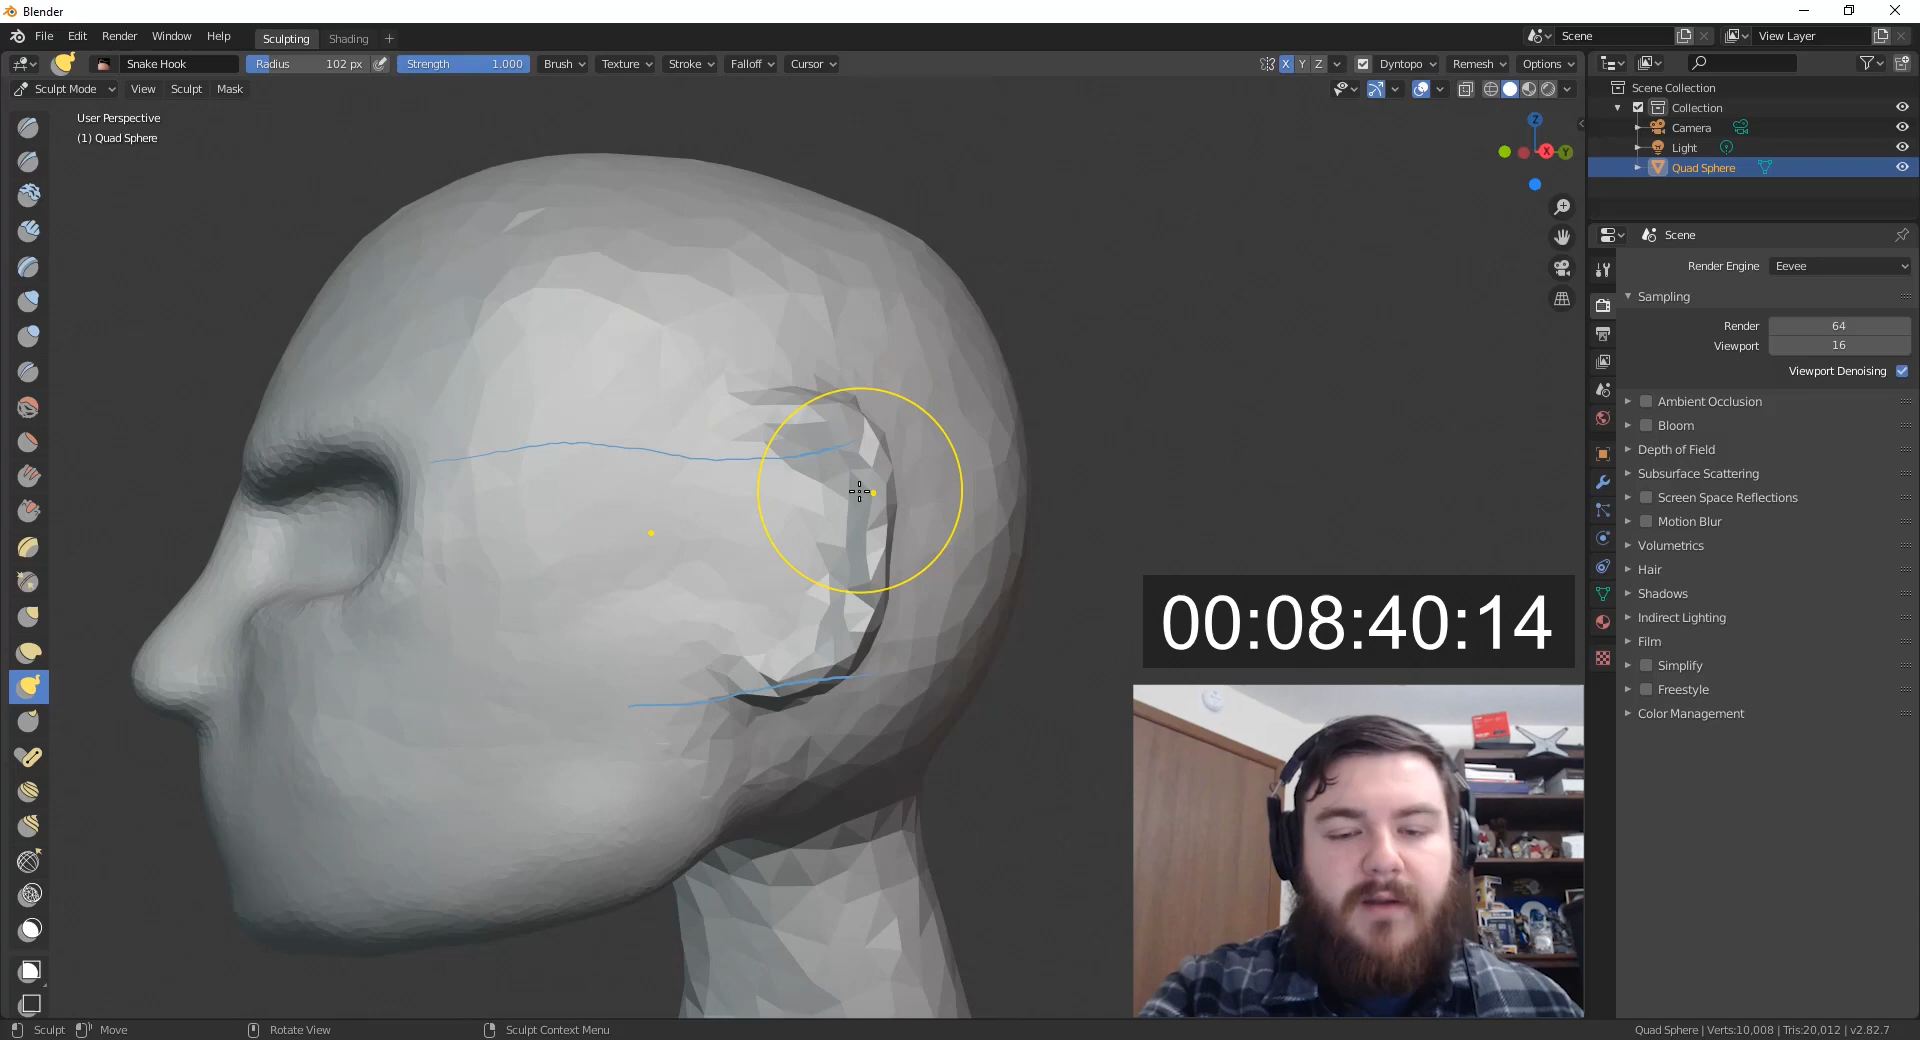 Blender
File Edit Render Window Help Sculpting Shading + Scene View Layer
Snake Hook Radius 102 px Strength 1.000 Brush Texture Stroke Falloff Cursor X Y Z Dyntopo Remesh Options
Sculpt Mode View Sculpt Mask
User Perspective
(1) Quad Sphere
Z
X
Y
Scene Collection
Collection
Camera
Light
Quad Sphere
Scene
Render Engine Eevee
Sampling
Render 64
Viewport 16
Viewport Denoising
Ambient Occlusion
Bloom
Depth of Field
Subsurface Scattering
Screen Space Reflections
Motion Blur
Volumetrics
Hair
Shadows
Indirect Lighting
Film
Simplify
Freestyle
Color Management
00:08:40:14
Sculpt Move Rotate View Sculpt Context Menu Quad Sphere | Verts:10,008 | Tris:20,012 | v2.82.7